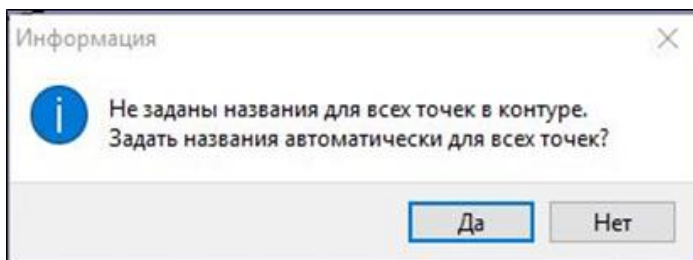 Информация
Не заданы названия для всех точек в контуре.
Задать названия автоматически для всех точек?
Да
Нет